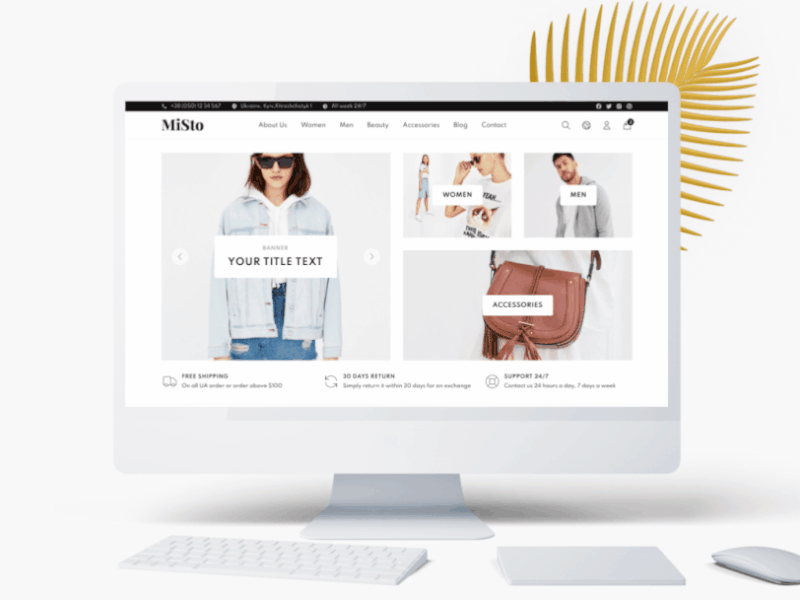 +38 (050) 12 34 567 Ukraine, Kyiv, All week 24/7
MiSto About Us Women Men Beauty Accessories Blog Contact
BANNER
YOUR TITLE TEXT
WOMEN
MEN
ACCESSORIES
FREE SHIPPING
On all UA order or order above $100
30 DAYS RETURN
Simply return it within 30 days for an exchange
SUPPORT 24/7
Contact us 24 hours a day, 7 days a week